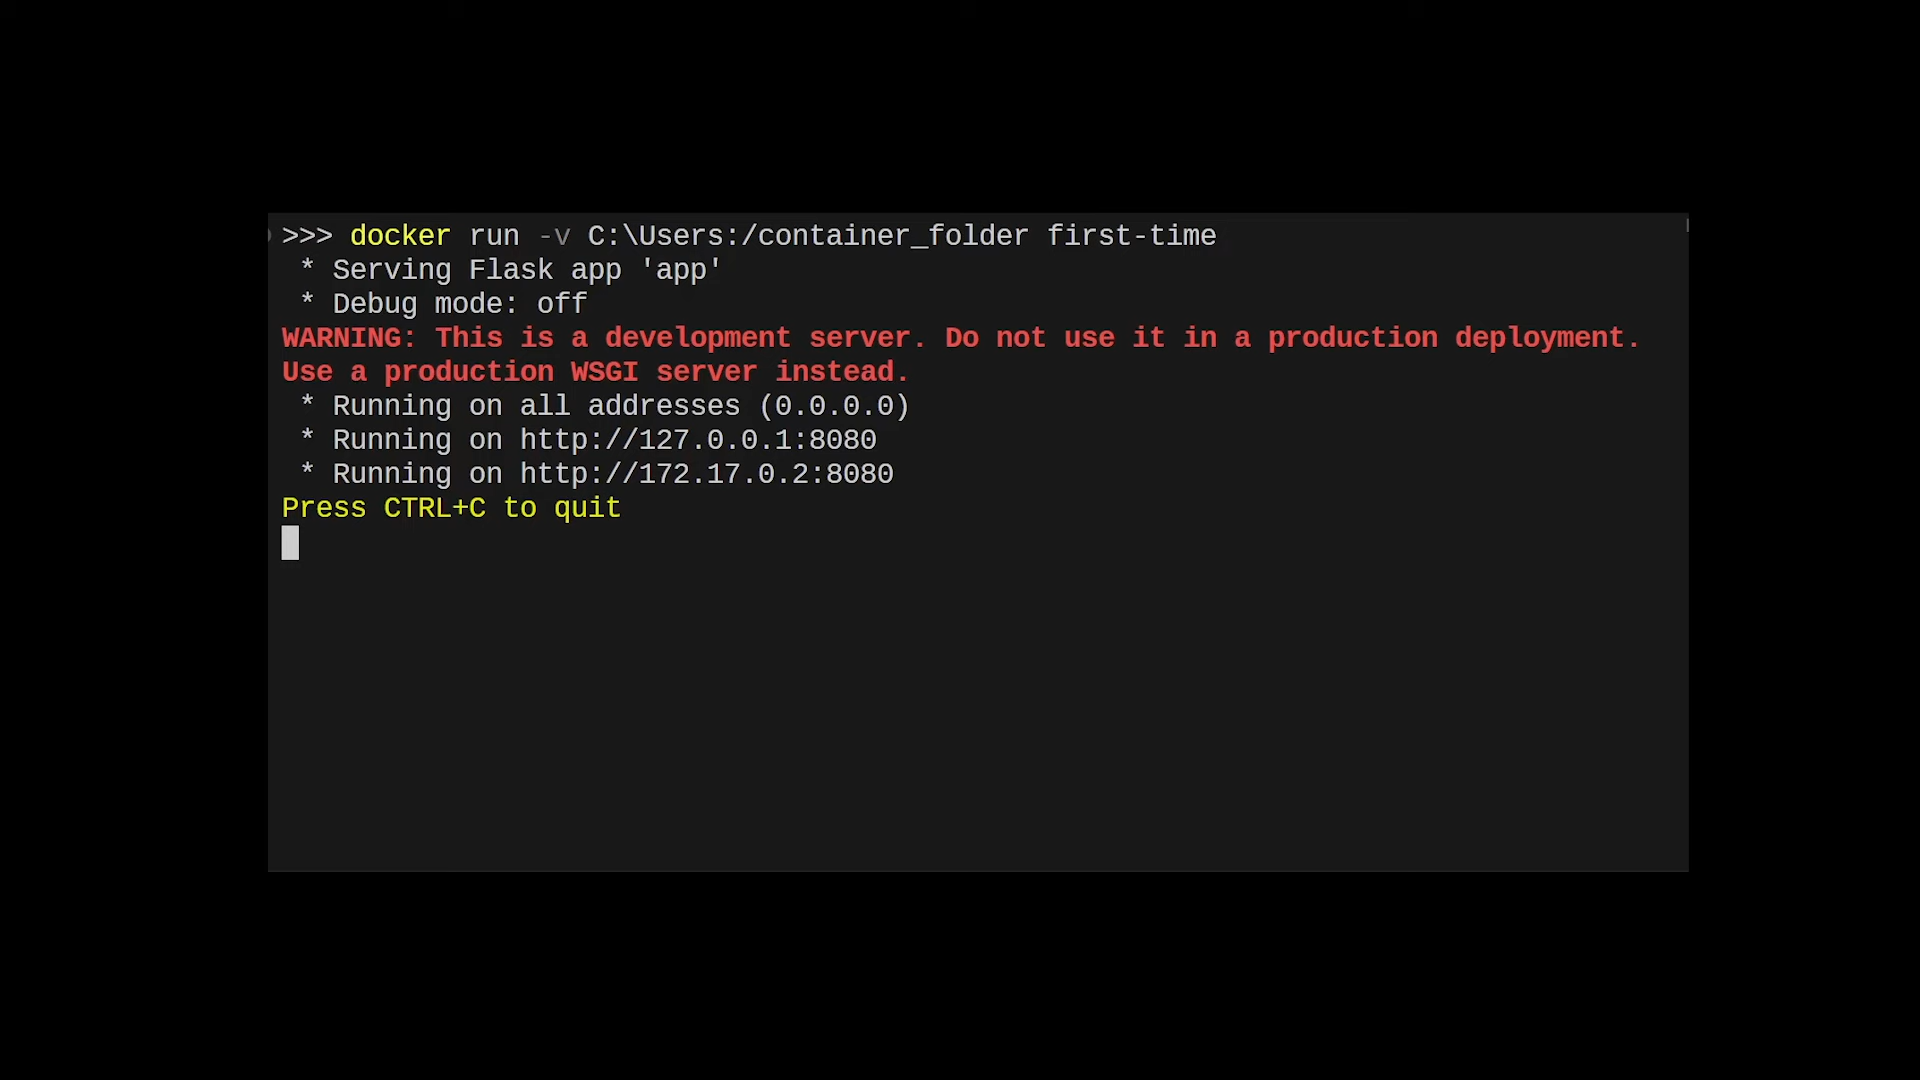 >>> docker run -v C:\Users:/container_folder first-time
* Serving Flask app 'app'
* Debug mode: off
WARNING: This is a development server. Do not use it in a production deployment.
Use a production WSGI server instead.
* Running on all addresses (0.0.0.0)
* Running on http://127.0.0.1:8080
* Running on http://172.17.0.2:8080
Press CTRL+C to quit